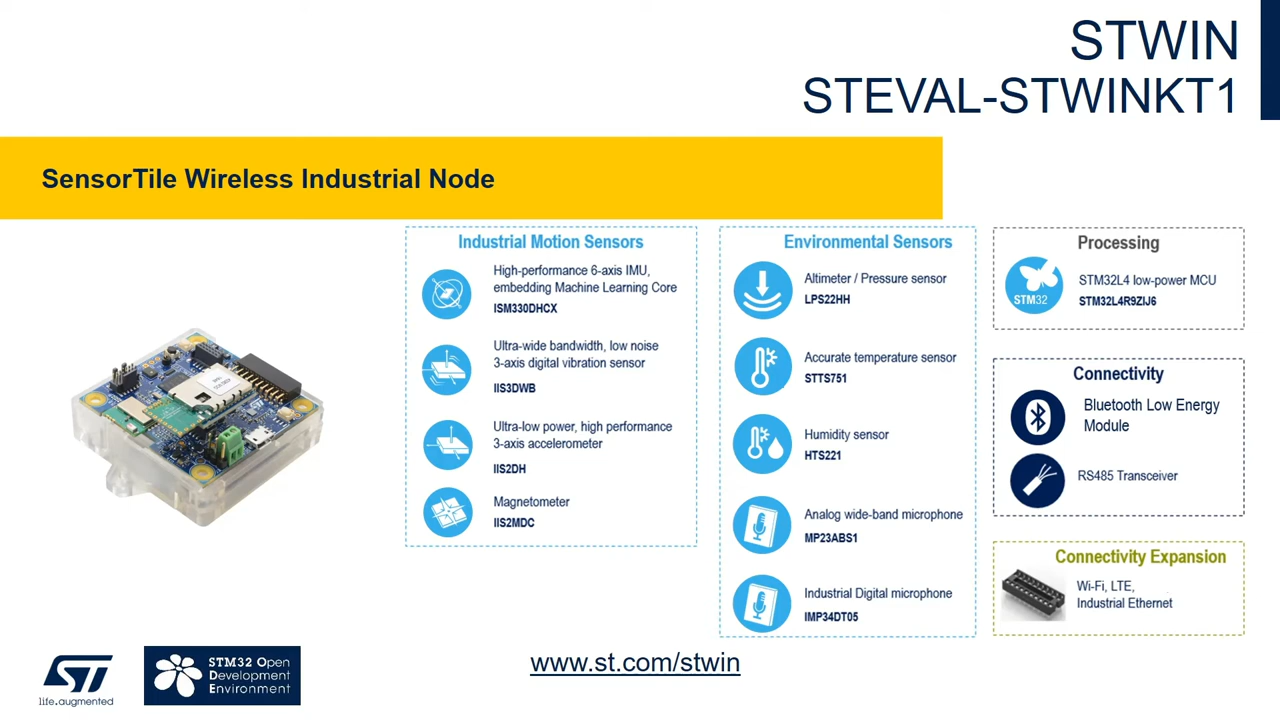 STWIN
STEVAL-STWINKT1
SensorTile Wireless Industrial Node
Industrial Motion Sensors
High-performance 6-axis IMU,
embedding Machine Learning Core
ISM330DHCX
Ultra-wide bandwidth, low noise
3-axis digital vibration sensor
IIS3DWB
Ultra-low power, high performance
3-axis accelerometer
IIS2DH
Magnetometer
IIS2MDC
Environmental Sensors
Altimeter / Pressure sensor
LPS22HH
Accurate temperature sensor
STTS751
Humidity sensor
HTS221
Analog wide-band microphone
MP23ABS1
Industrial Digital microphone
IMP34DT05
Processing
STM32
STM32L4 low-power MCU
STM32L4R9ZIJ6
Connectivity
Bluetooth Low Energy
Module
RS485 Transceiver
Connectivity Expansion
Wi-Fi, LTE,
Industrial Ethernet
ST
life.augmented
STM32 Open
Development
Environment
www.st.com/stwin